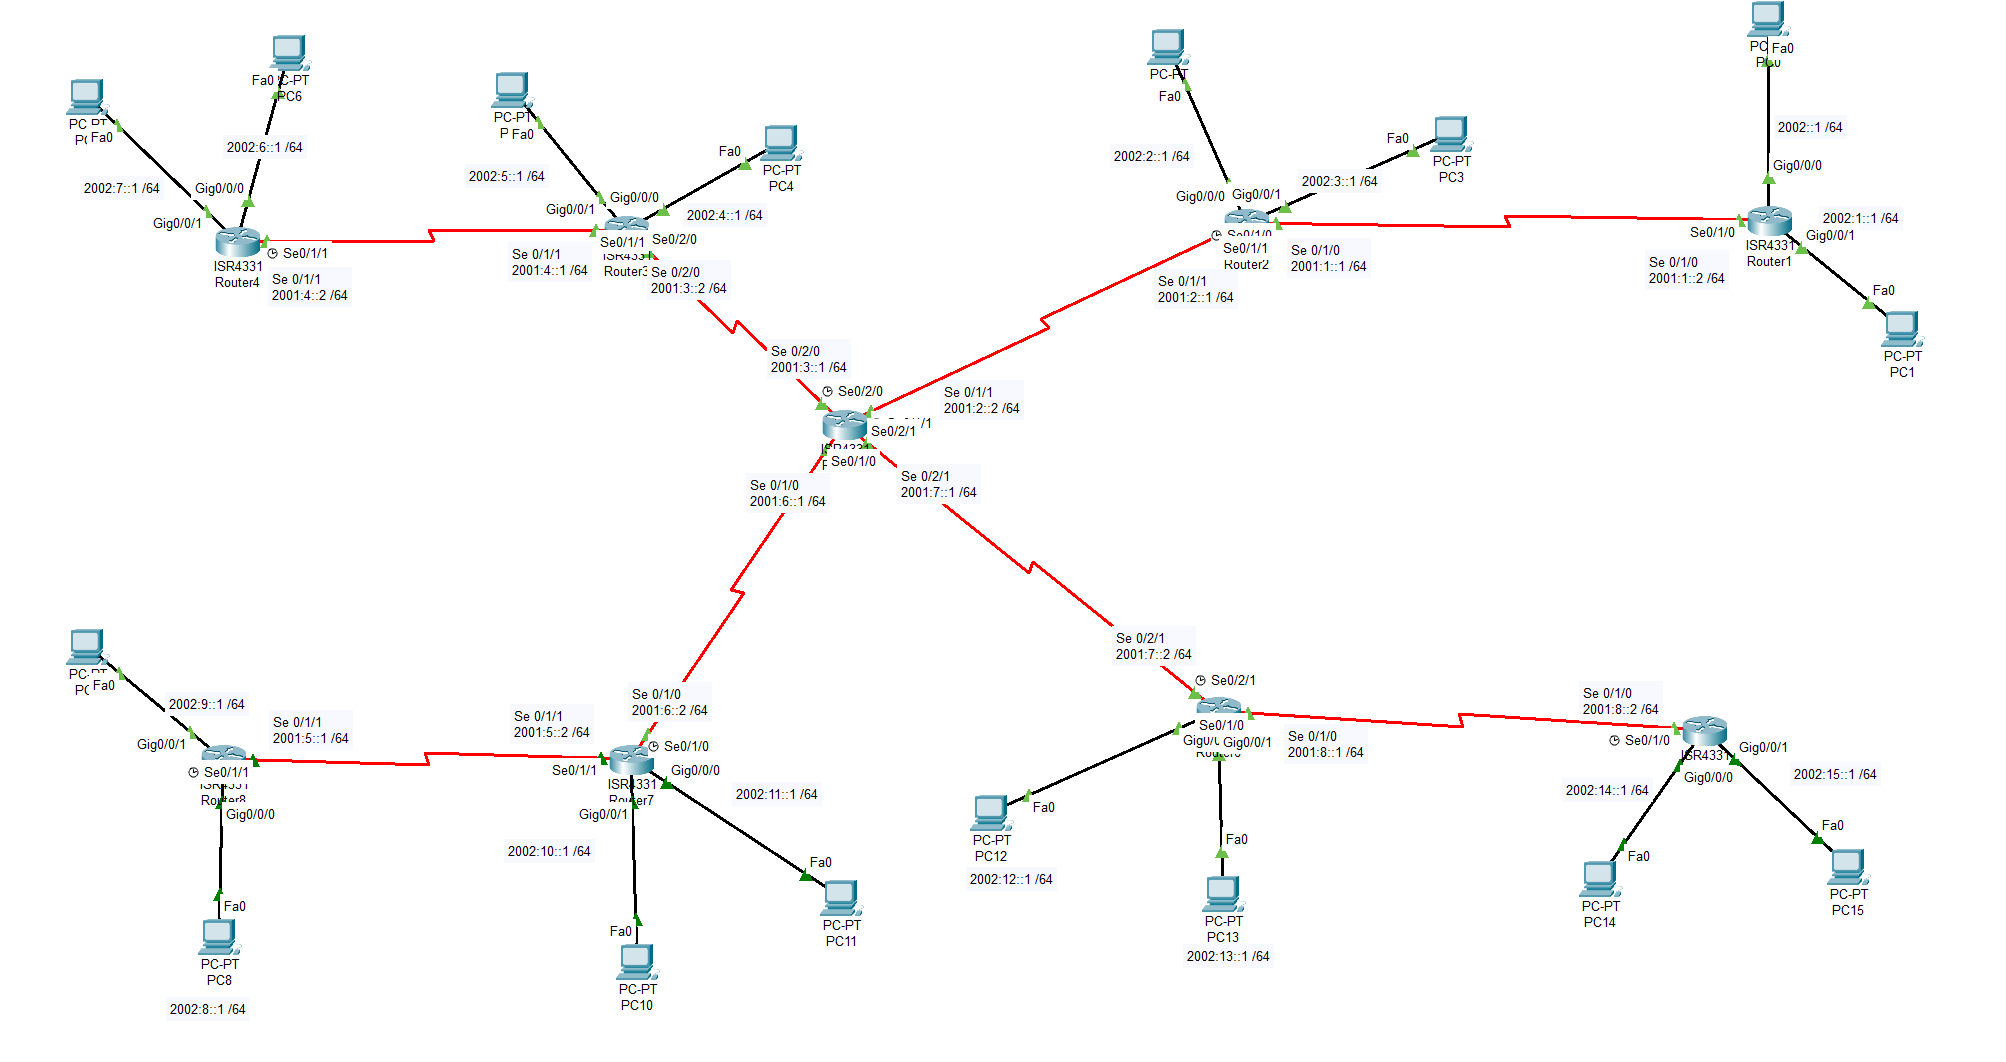 PC-PT
PC6
Fa0
Fa0
2002:6::1 /64
2002:7::1 /64
Gig0/0/0
Gig0/0/1
Se0/1/1
ISR4331
Router4
Se 0/1/1
2001:4::2 /64
PC-PT
Fa0
Fa0
PC-PT
PC4
2002:5::1 /64
2002:4::1 /64
Gig0/0/0
Gig0/0/1
Se0/1/1
Se0/2/0
Router3
Se 0/1/1
2001:4::1 /64
Se 0/2/0
2001:3::2 /64
PC-PT
Fa0
Fa0
PC-PT
PC3
2002:2::1 /64
2002:3::1 /64
Gig0/0/0
Gig0/0/1
Se0/1/0
Se0/1/1
Router2
Se 0/1/0
2001:1::1 /64
Se 0/1/1
2001:2::1 /64
Fa0
2002::1 /64
Gig0/0/0
2002:1::1 /64
Gig0/0/1
Se0/1/0
ISR4331
Router1
Se 0/1/0
2001:1::2 /64
Fa0
PC-PT
PC1
Se 0/2/0
2001:3::1 /64
Se0/2/0
Se 0/1/1
2001:2::2 /64
Se0/2/1
ISR4331
Se0/1/0
Se 0/1/0
2001:6::1 /64
Se 0/2/1
2001:7::1 /64
Fa0
2002:9::1 /64
Gig0/0/1
Se 0/1/1
2001:5::1 /64
Se0/1/1
ISR4331
Router8
Gig0/0/0
Fa0
PC-PT
PC8
2002:8::1 /64
Se 0/1/0
2001:6::2 /64
Se 0/1/1
2001:5::2 /64
Se0/1/0
Se0/1/1
Gig0/0/0
ISR4331
Router7
Gig0/0/1
2002:11::1 /64
2002:10::1 /64
Fa0
PC-PT
PC11
Fa0
PC-PT
PC10
Se 0/2/1
2001:7::2 /64
Se0/2/1
Se0/1/0
Gig0/0/1
Se 0/1/0
2001:8::1 /64
Fa0
PC-PT
PC12
2002:12::1 /64
Fa0
PC-PT
PC13
2002:13::1 /64
Se 0/1/0
2001:8::2 /64
Se0/1/0
ISR4331
Gig0/0/1
Gig0/0/0
2002:15::1 /64
2002:14::1 /64
Fa0
PC-PT
PC14
Fa0
PC-PT
PC15